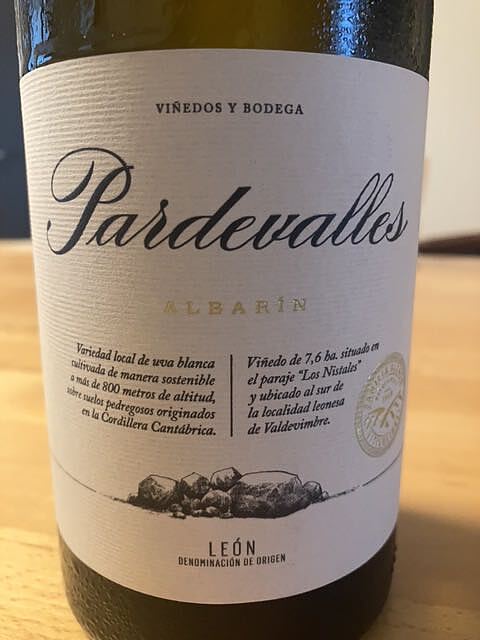 VIÑEDOS Y BODEGA
Pardevalles
ALBARÍN
Variedad local de uva blanca
cultivada de manera sostenible
a más de 800 metros de altitud,
sobre suelos pedregosos originados
en la Cordillera Cantábrica.
Viñedo de 7,6 ha. situado en
el paraje "Los Nistales"
y ubicado al sur de
la localidad leonesa
de Valdevimbre.
LEÓN
DENOMINACIÓN DE ORIGEN